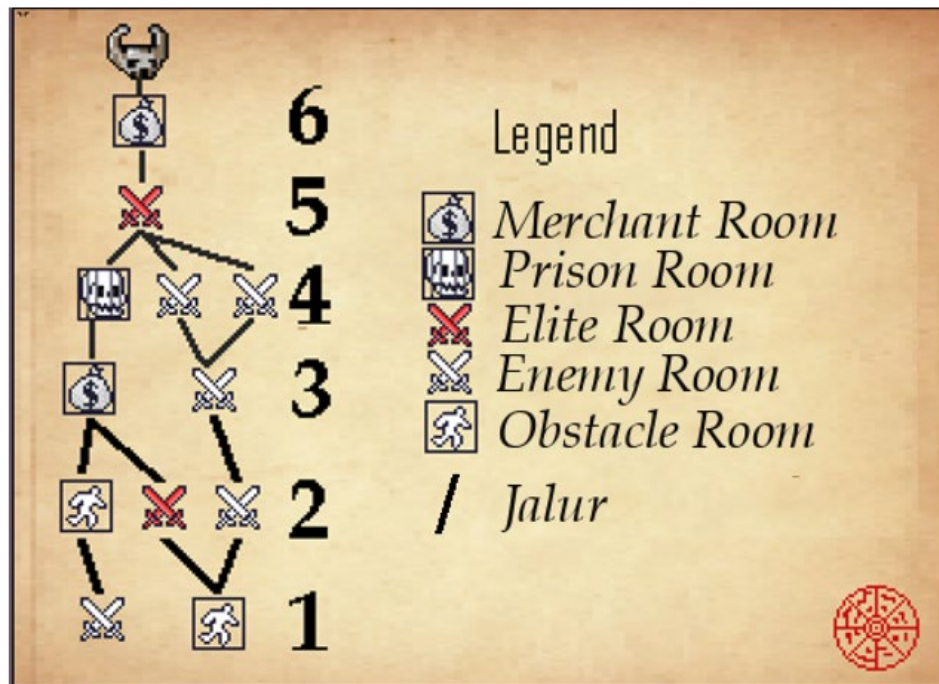 6
Legend
5
Merchant Room
Prison Room
4
Elite Room
Enemy Room
3
Obstacle Room
2
Jalur
1